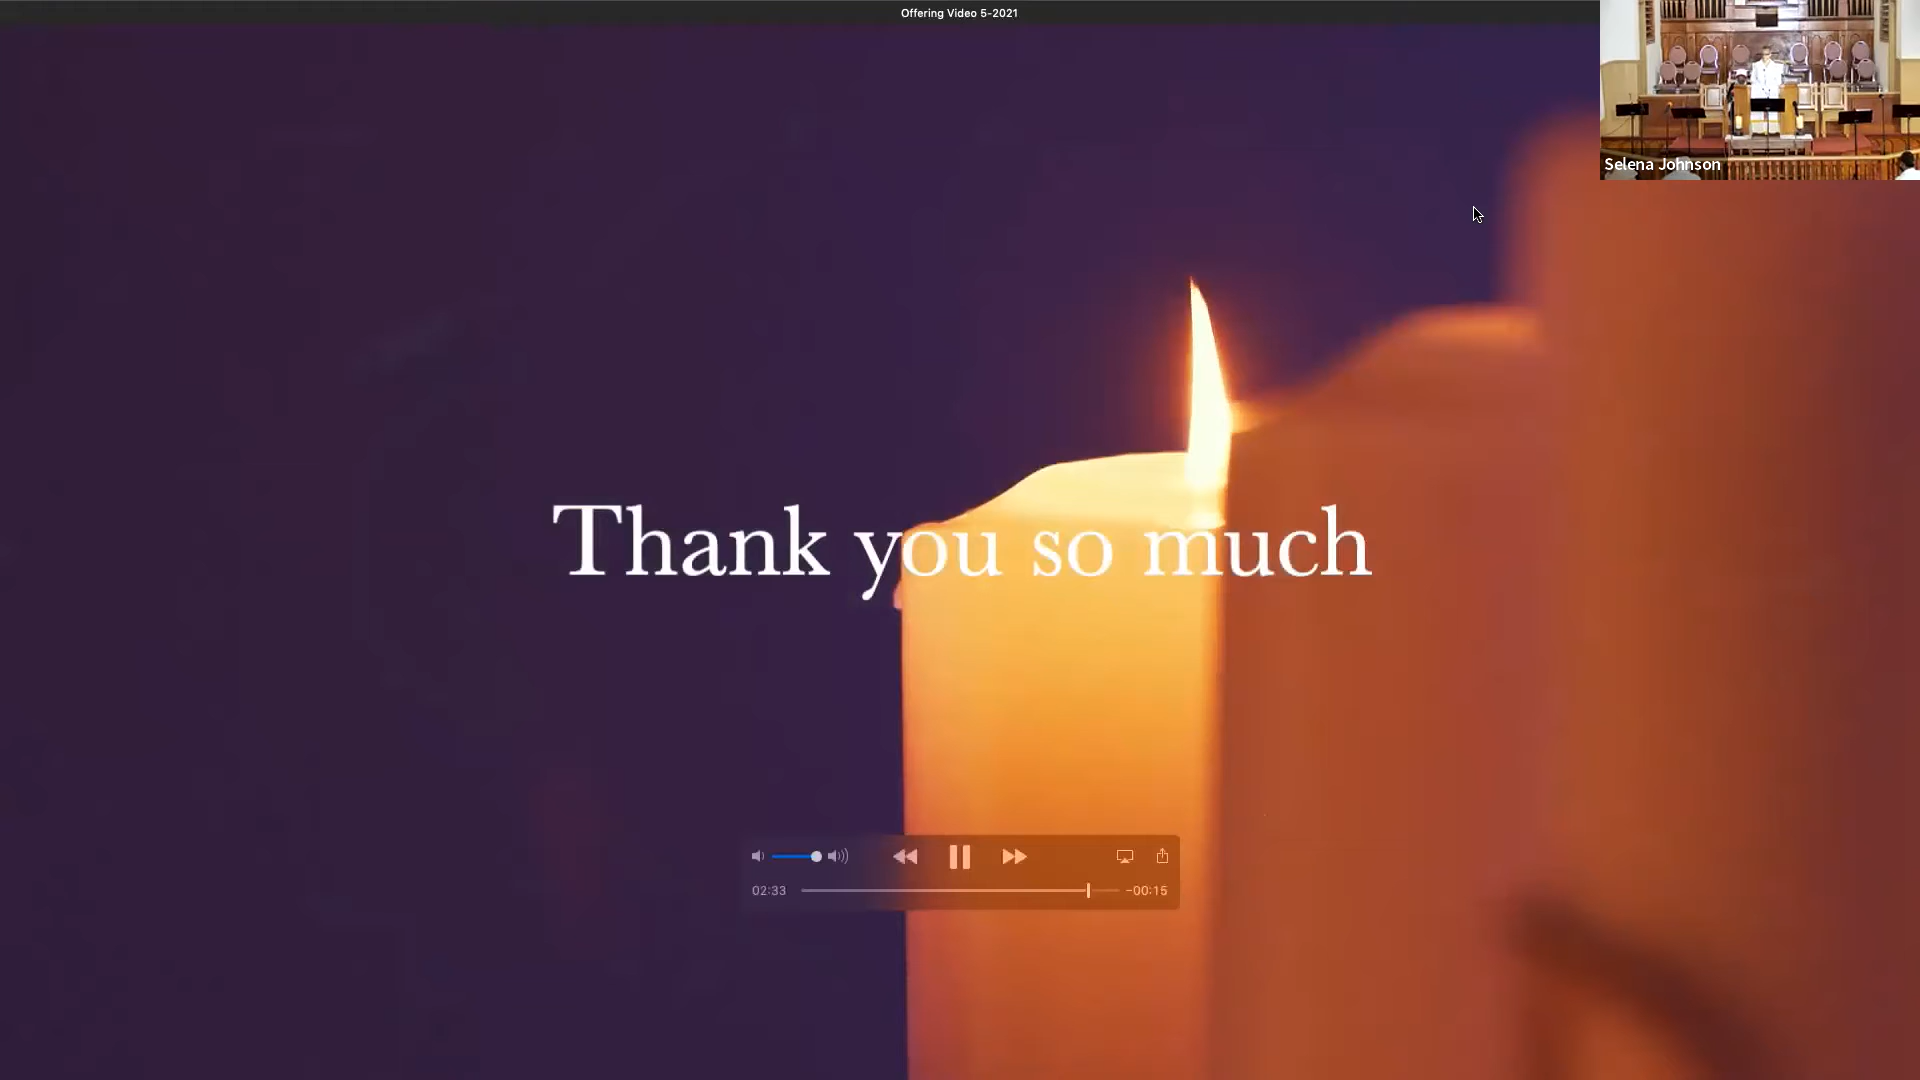 Offering Video 5-2021
Selena Johnson
Thank you so much
02:33
-00:15